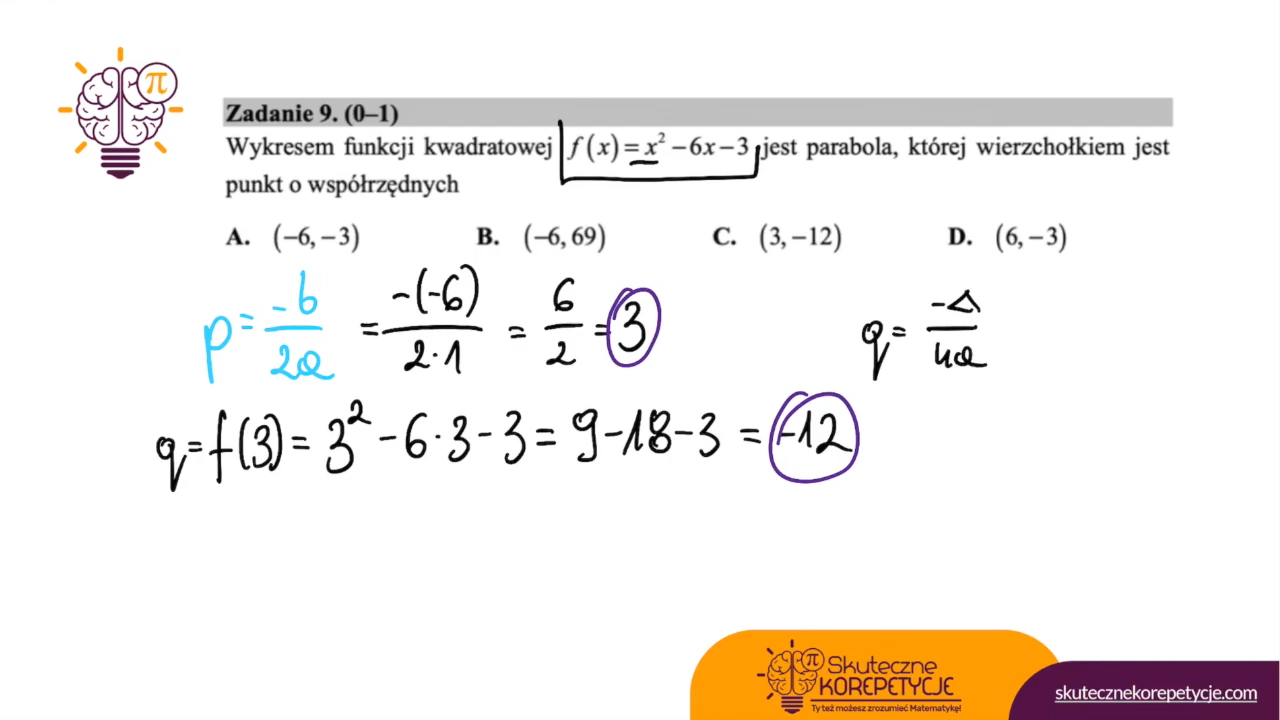 π
Zadanie 9. (0–1)
Wykresem funkcji kwadratowej f(x)=x²−6x−3 jest parabola, której wierzchołkiem jest
punkt o współrzędnych
A. (−6,−3) B. (−6,69) C. (3,−12) D. (6,−3)
p = -b/2a = -(-6)/2·1 = 6/2 = 3 q = -Δ/4a
q = f(3) = 3² - 6·3 - 3 = 9 - 18 - 3 = -12
π Skuteczne
KOREPETYCJE
Ty też możesz zrozumieć Matematykę!
skutecznekorepetycje.com